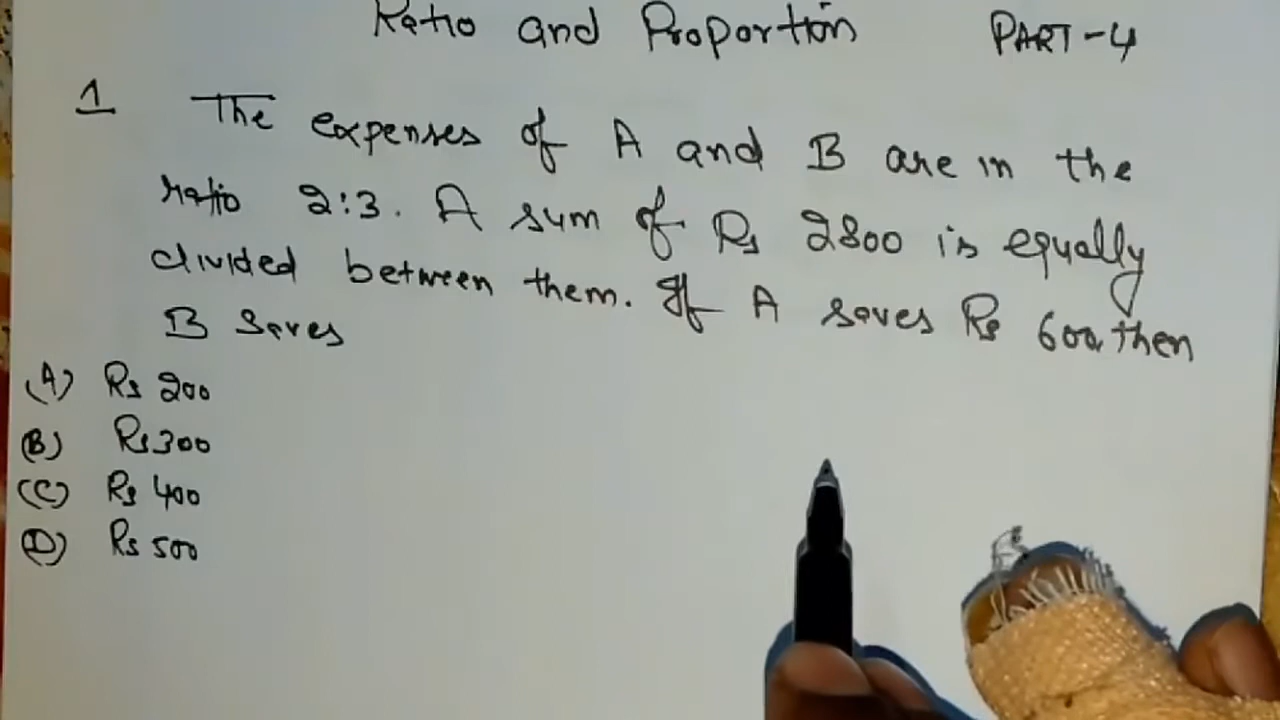 Ratio and Proportion PART-4
1 The expenses of A and B are in the
ratio 2:3. A sum of Rs 2800 is equally
divided between them. If A saves Rs 600, then
B saves
(A) Rs 200
(B) Rs 300
(C) Rs 400
(D) Rs 500